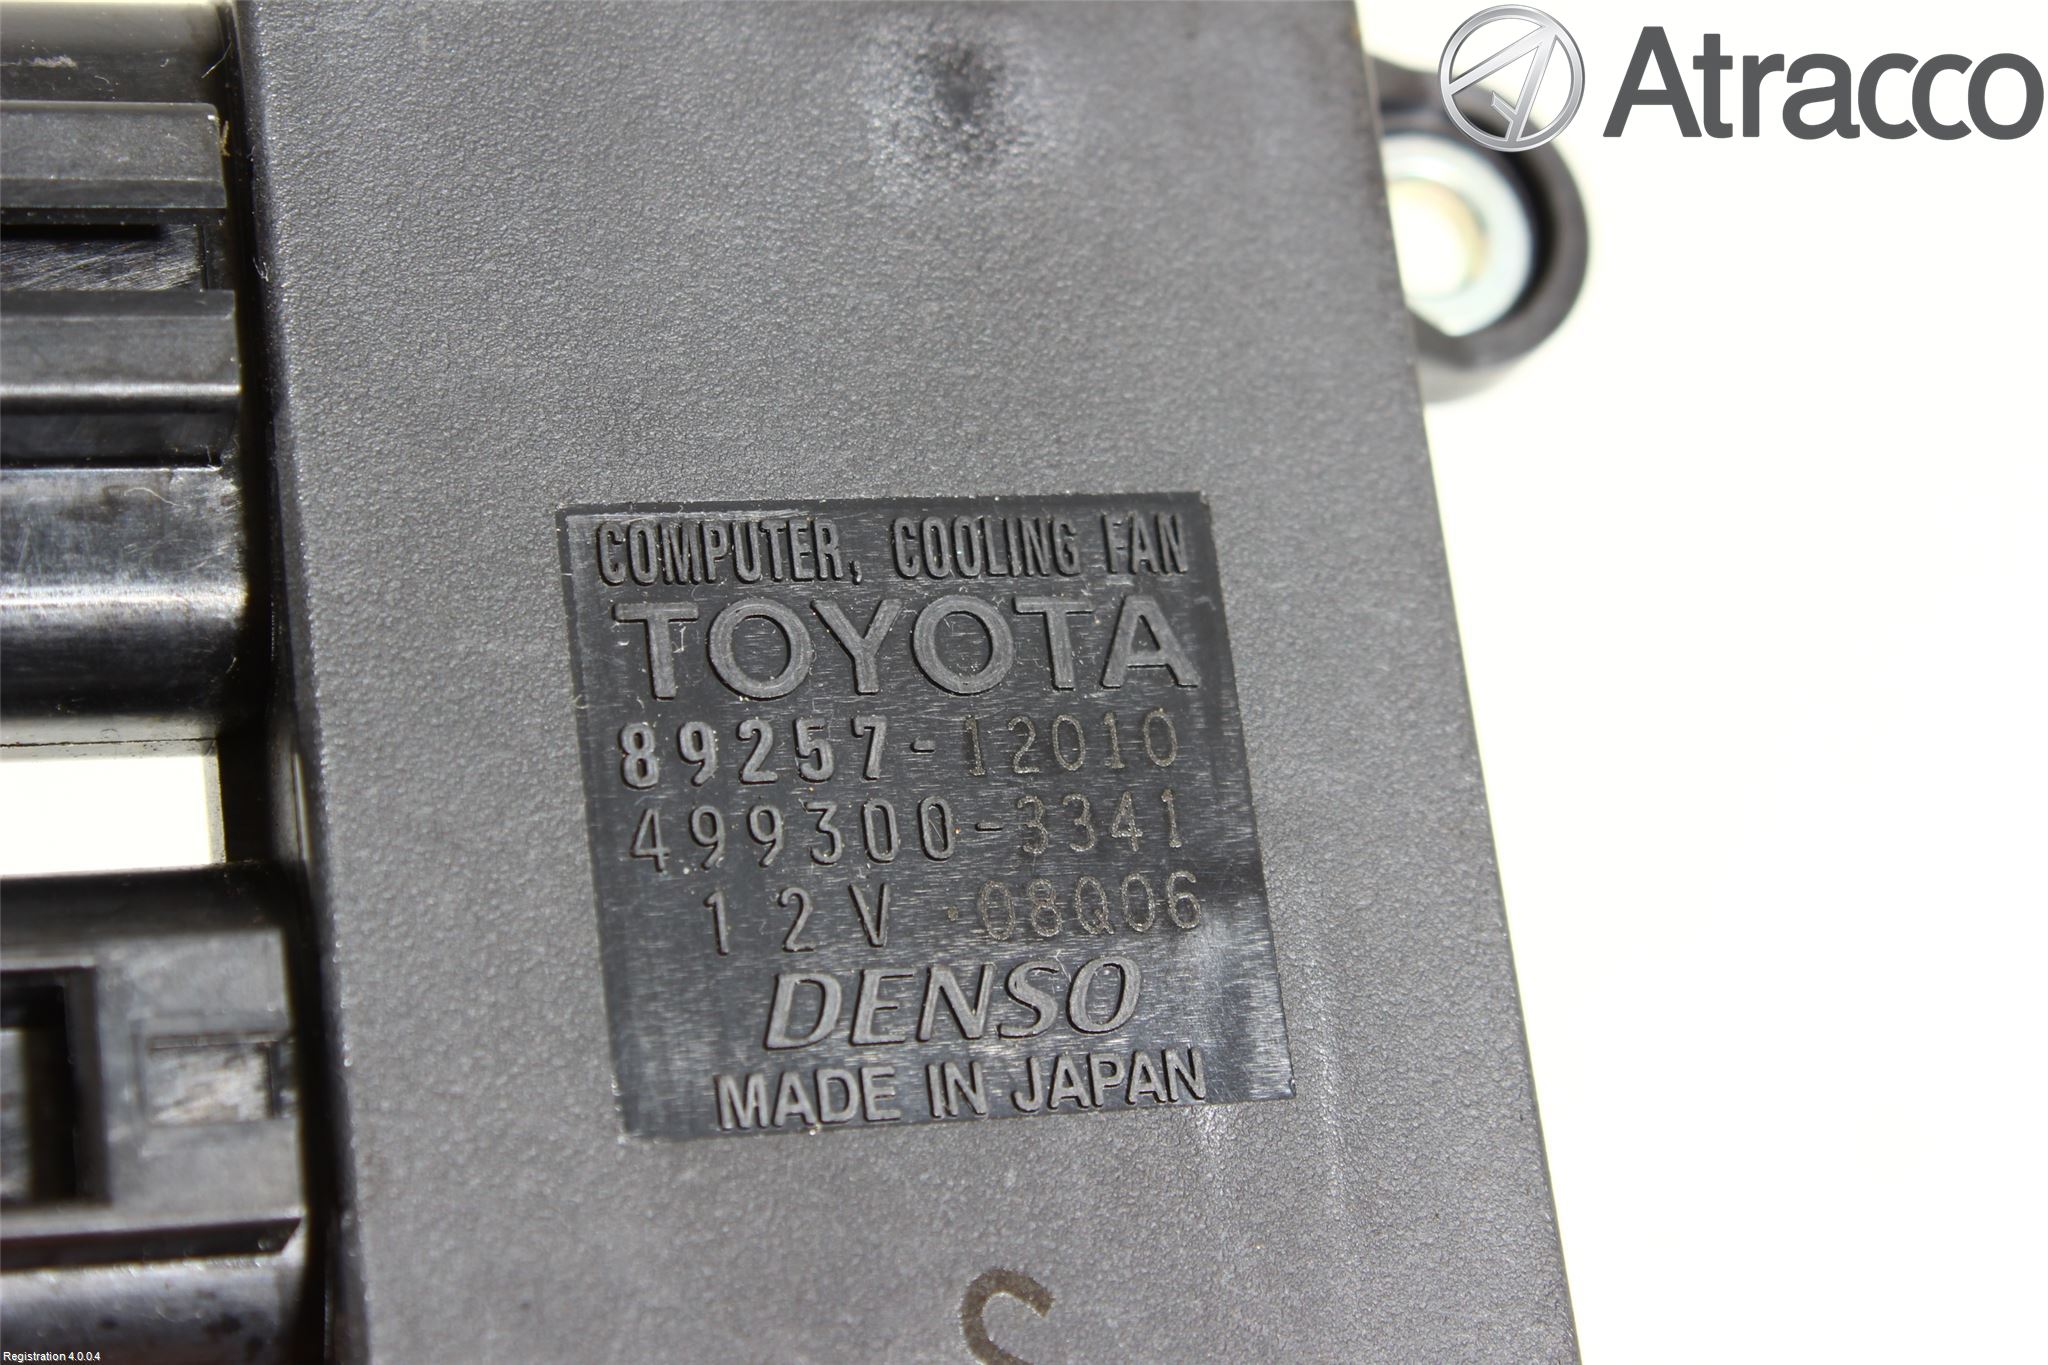 Atracco
COMPUTER, COOLING FAN
TOYOTA
89257-12010
499300-3341
12V ·08Q06
DENSO
MADE IN JAPAN
S
Registration 4.0.0.4